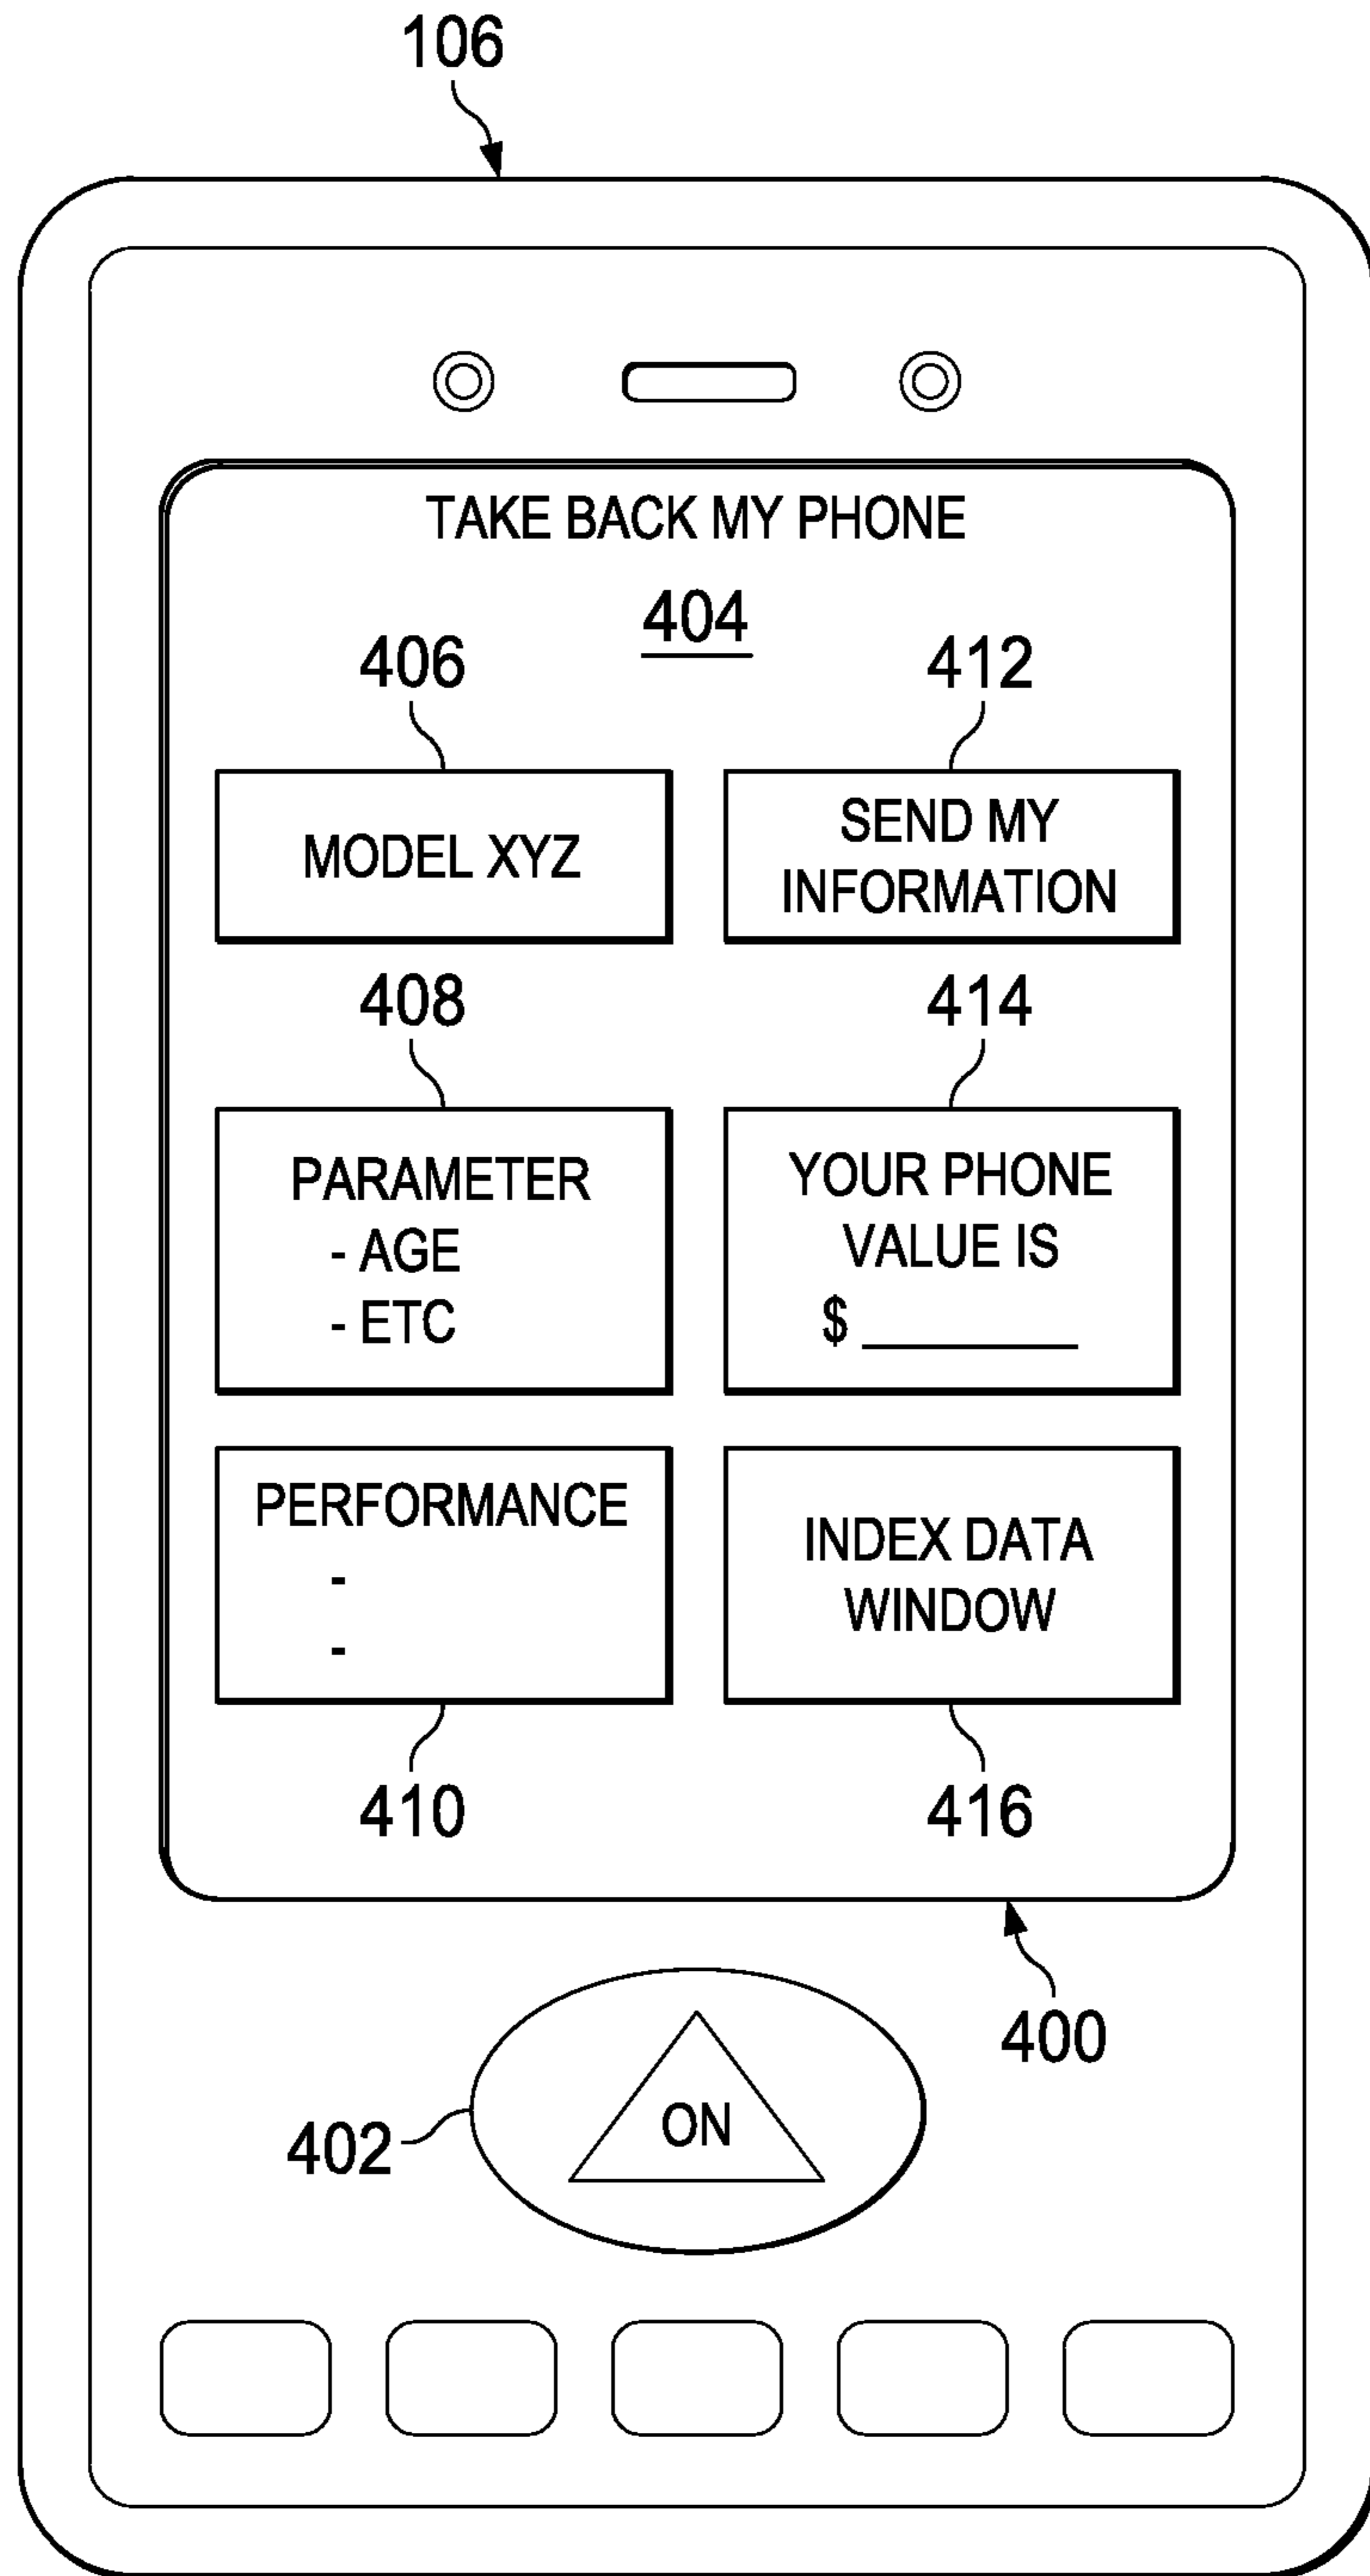 106
TAKE BACK MY PHONE
404
406
412
MODEL XYZ
SEND MY
INFORMATION
408
414
PARAMETER
- AGE
- ETC
YOUR PHONE
VALUE IS
$ __________
PERFORMANCE
-
-
INDEX DATA
WINDOW
410
416
400
402
ON